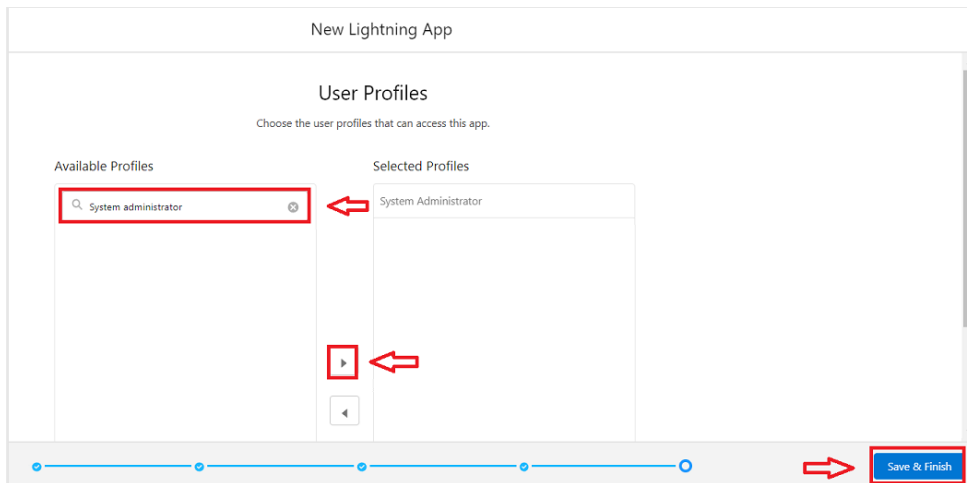 New Lightning App
User Profiles
Choose the user profiles that can access this app.
Available Profiles
Selected Profiles
System administrator
System Administrator
Save & Finish